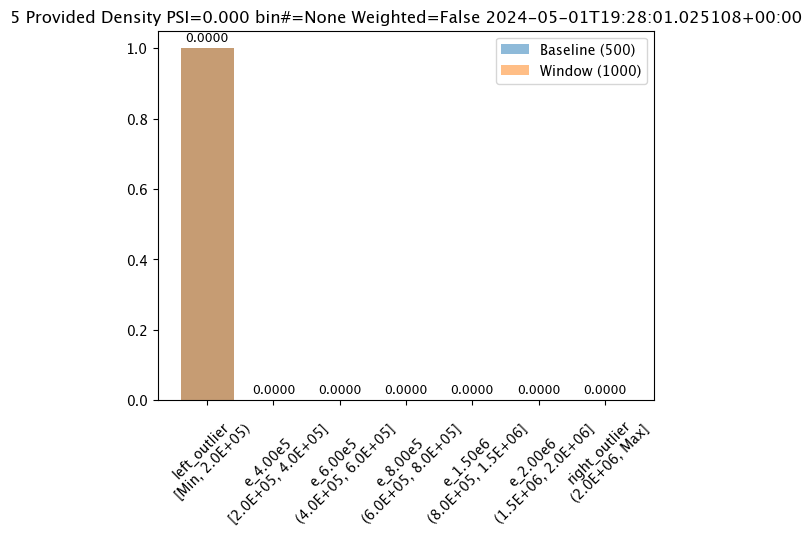 5 Provided Density PSI=0.000 bin#=None Weighted=False 2024-05-01T19:28:01.025108+00:00
Baseline (500)
Window (1000)
1.0
0.8
0.6
0.4
0.2
0.0
0.0000
0.0000
0.0000
0.0000
0.0000
0.0000
0.0000
left_outlier
[Min, 2.0E+05)
e_4.00e5
[2.0E+05, 4.0E+05]
e_6.00e5
(4.0E+05, 6.0E+05]
e_8.00e5
(6.0E+05, 8.0E+05]
e_1.50e6
(8.0E+05, 1.5E+06]
e_2.00e6
(1.5E+06, 2.0E+06]
right_outlier
(2.0E+06, Max]